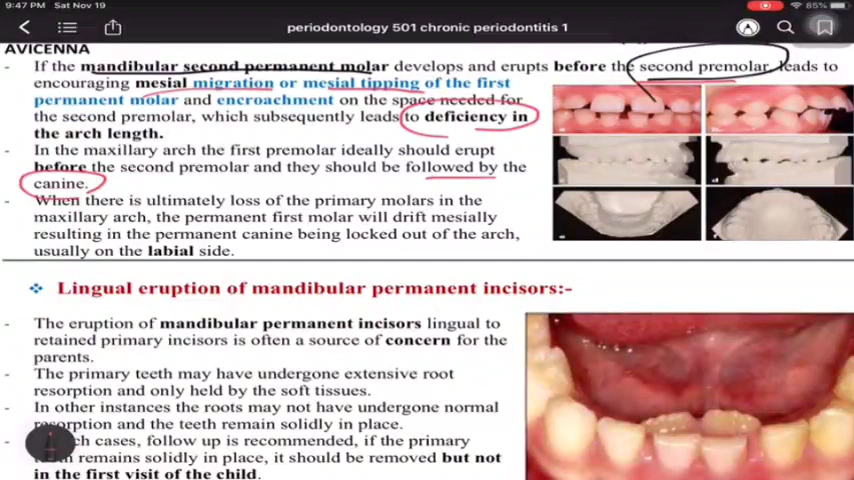 9:47 PM Sat Nov 19
85%
periodontology 501 chronic periodontitis 1
AVICENNA
- If the mandibular second permanent molar develops and erupts before the second premolar, leads to
encouraging mesial migration or mesial tipping of the first
permanent molar and encroachment on the space needed for
the second premolar, which subsequently leads to deficiency in
the arch length.
- In the maxillary arch the first premolar ideally should erupt
before the second premolar and they should be followed by the
canine.
- When there is ultimately loss of the primary molars in the
maxillary arch, the permanent first molar will drift mesially
resulting in the permanent canine being locked out of the arch,
usually on the labial side.
❖ Lingual eruption of mandibular permanent incisors:-
- The eruption of mandibular permanent incisors lingual to
retained primary incisors is often a source of concern for the
parents.
- The primary teeth may have undergone extensive root
resorption and only held by the soft tissues.
- In other instances the roots may not have undergone normal
resorption and the teeth remain solidly in place.
cases, follow up is recommended, if the primary
remains solidly in place, it should be removed but not
in the first visit of the child.